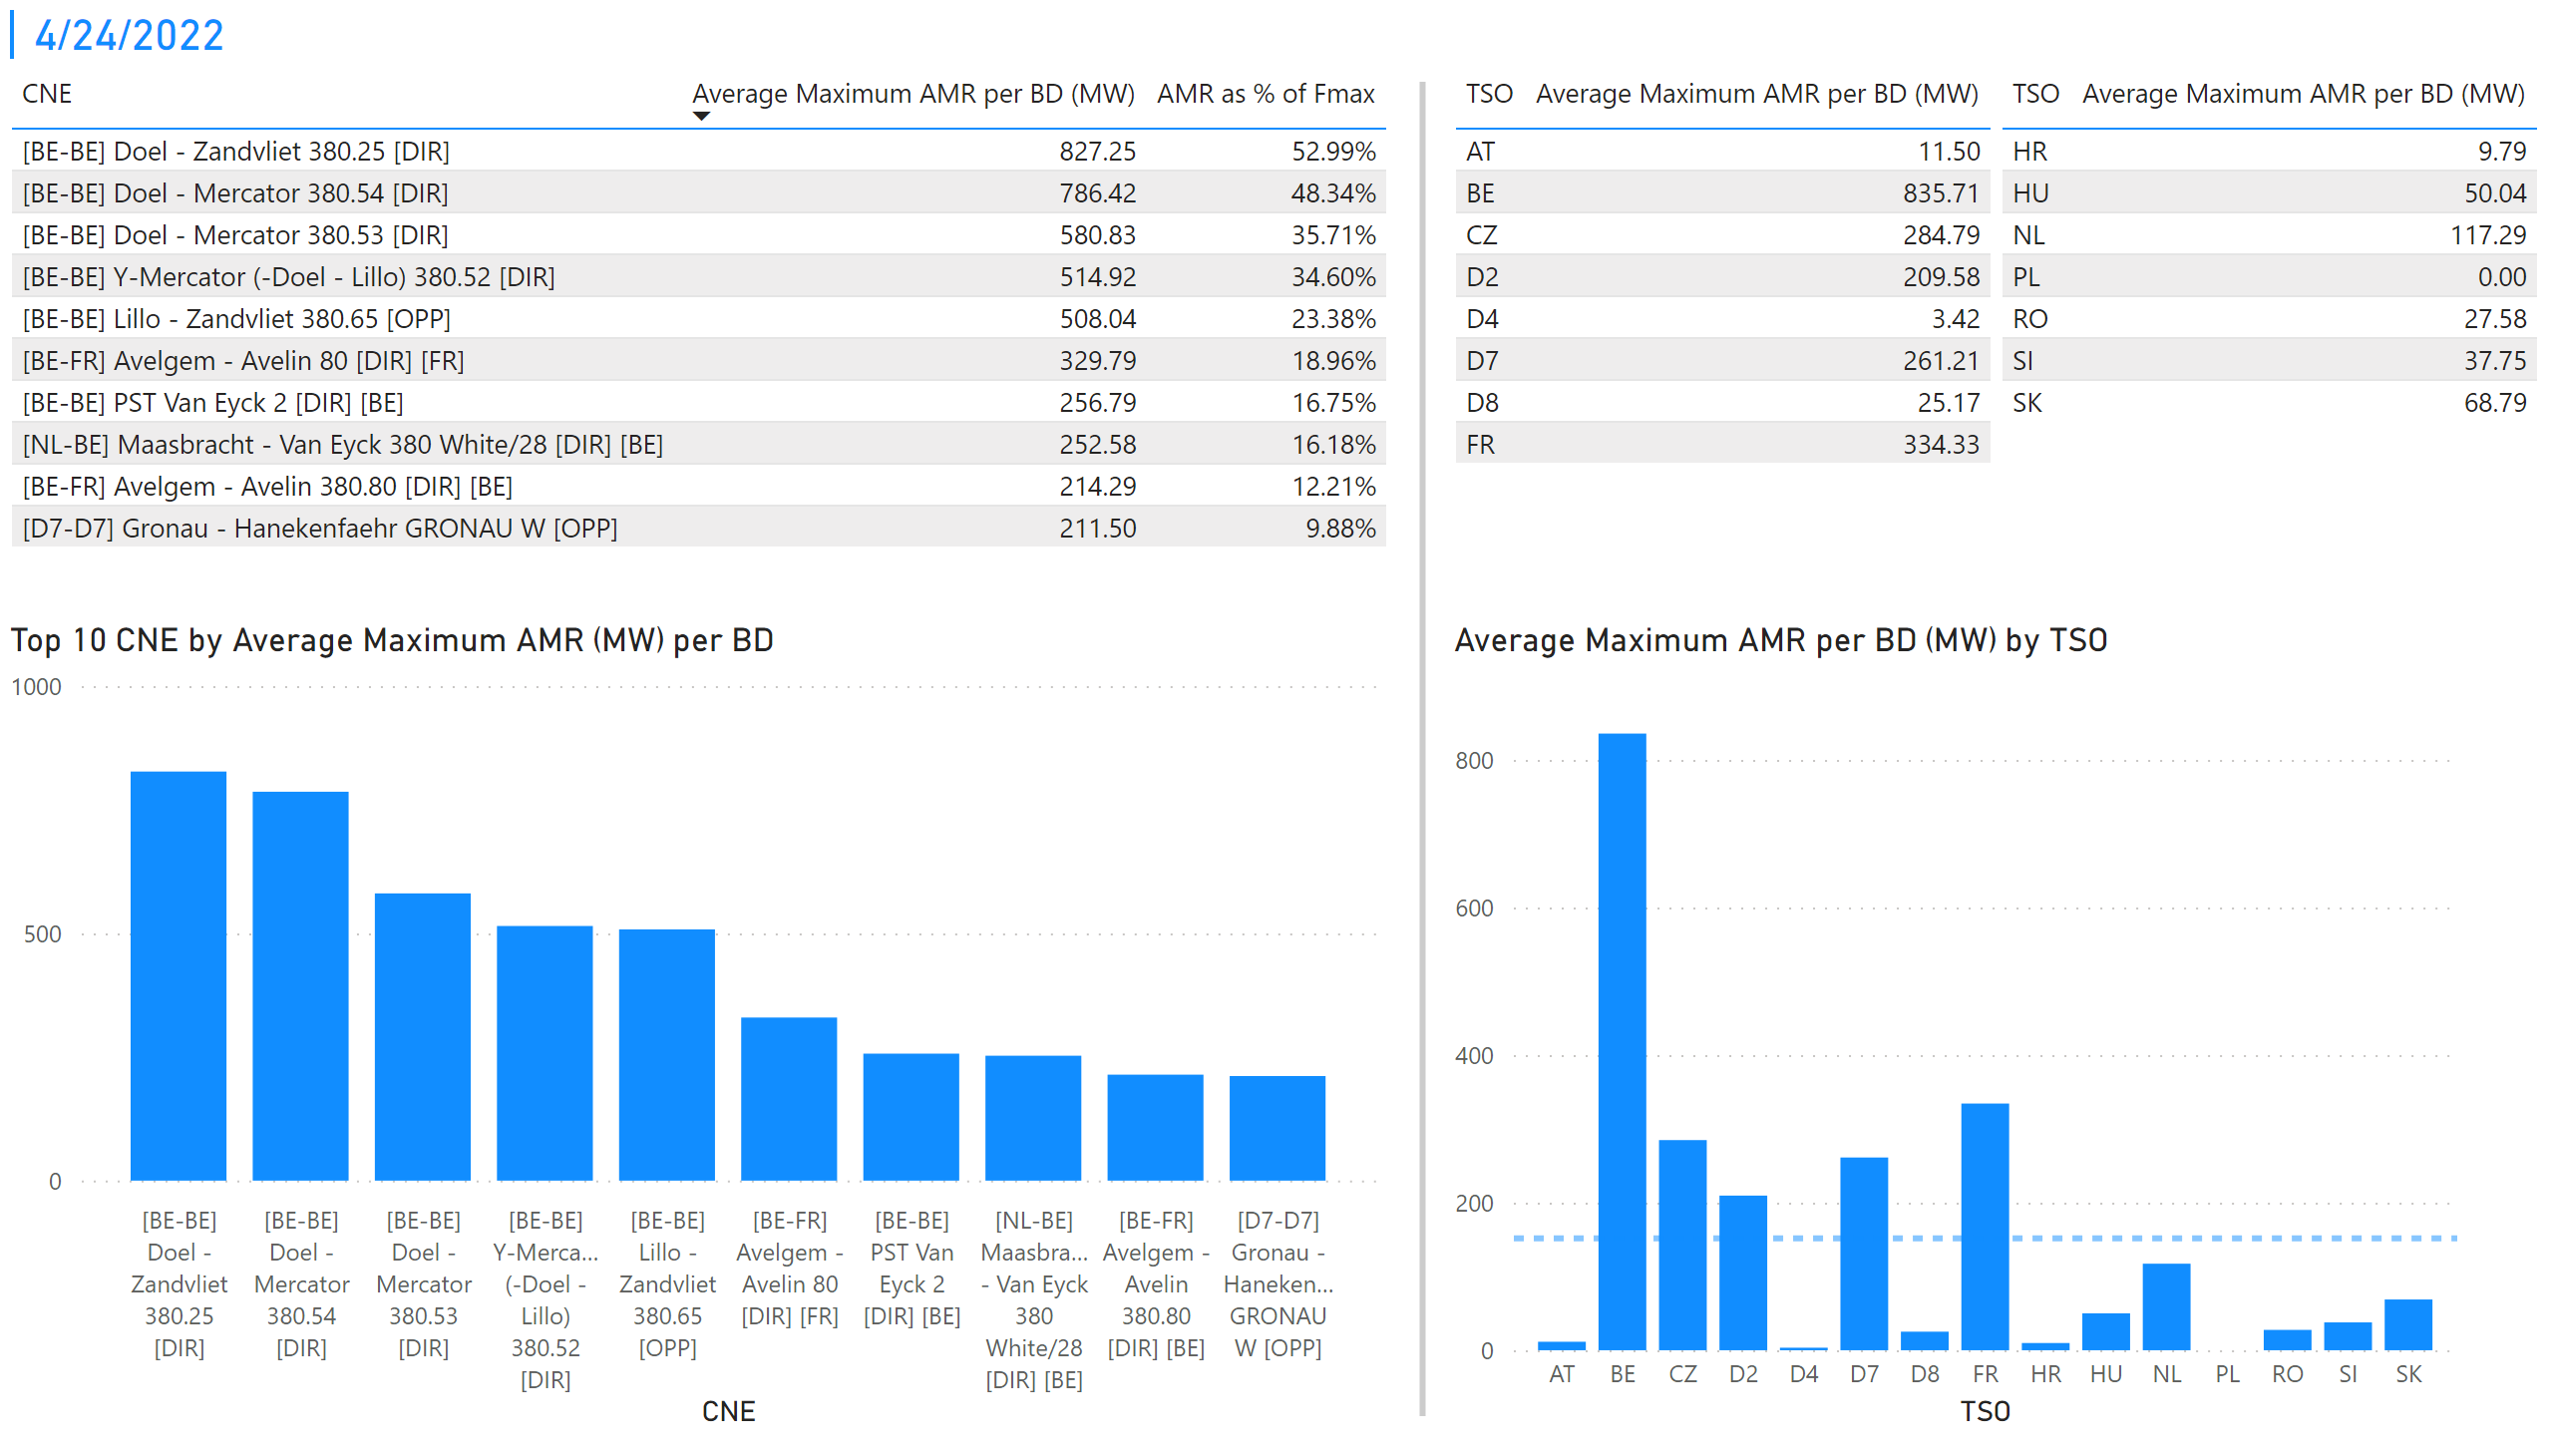 4/24/2022
CNE Average Maximum AMR per BD (MW) AMR as % of Fmax
[BE-BE] Doel - Zandvliet 380.25 [DIR] 827.25 52.99%
[BE-BE] Doel - Mercator 380.54 [DIR] 786.42 48.34%
[BE-BE] Doel - Mercator 380.53 [DIR] 580.83 35.71%
[BE-BE] Y-Mercator (-Doel - Lillo) 380.52 [DIR] 514.92 34.60%
[BE-BE] Lillo - Zandvliet 380.65 [OPP] 508.04 23.38%
[BE-FR] Avelgem - Avelin 80 [DIR] [FR] 329.79 18.96%
[BE-BE] PST Van Eyck 2 [DIR] [BE] 256.79 16.75%
[NL-BE] Maasbracht - Van Eyck 380 White/28 [DIR] [BE] 252.58 16.18%
[BE-FR] Avelgem - Avelin 380.80 [DIR] [BE] 214.29 12.21%
[D7-D7] Gronau - Hanekenfaehr GRONAU W [OPP] 211.50 9.88%
TSO Average Maximum AMR per BD (MW)
AT 11.50
BE 835.71
CZ 284.79
D2 209.58
D4 3.42
D7 261.21
D8 25.17
FR 334.33
TSO Average Maximum AMR per BD (MW)
HR 9.79
HU 50.04
NL 117.29
PL 0.00
RO 27.58
SI 37.75
SK 68.79
Top 10 CNE by Average Maximum AMR (MW) per BD
1000
500
0
[BE-BE]
Doel -
Zandvliet
380.25
[DIR]
[BE-BE]
Doel -
Mercator
380.54
[DIR]
[BE-BE]
Doel -
Mercator
380.53
[DIR]
[BE-BE]
Y-Merca...
(-Doel -
Lillo)
380.52
[DIR]
[BE-BE]
Lillo -
Zandvliet
380.65
[OPP]
[BE-FR]
Avelgem -
Avelin 80
[DIR] [FR]
[BE-BE]
PST Van
Eyck 2
[DIR] [BE]
[NL-BE]
Maasbra...
- Van Eyck
380
White/28
[DIR] [BE]
[BE-FR]
Avelgem -
Avelin
380.80
[DIR] [BE]
[D7-D7]
Gronau -
Haneken...
GRONAU
W [OPP]
CNE
Average Maximum AMR per BD (MW) by TSO
800
600
400
200
0
AT BE CZ D2 D4 D7 D8 FR HR HU NL PL RO SI SK
TSO